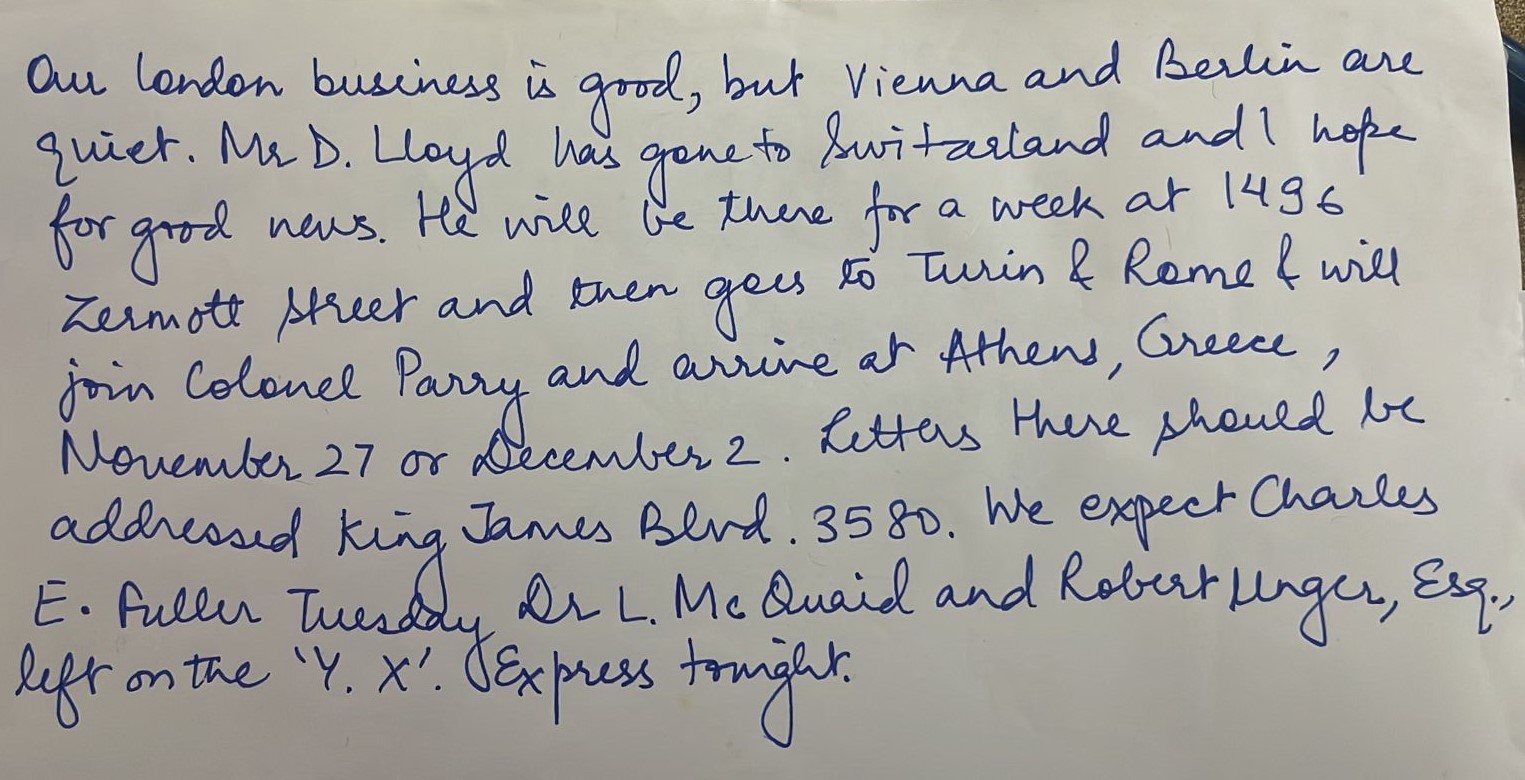 Our London business is good, but Vienna and Berlin are
quiet. Mr D. Lloyd has gone to Switzarland and I hope
for good news. He will be there for a week at 1496
Zermott street and then goes to Turin & Rome & will
join Colonel Parry and arrive at Athens, Greece,
November 27 or December 2. Letters there should be
addressed King James Blvd. 3580. We expect Charles
E. Fuller Tuesday Dr L. Mc Quaid and Robert Unger, Esq.,
left on the 'Y. X'. Express tonight.